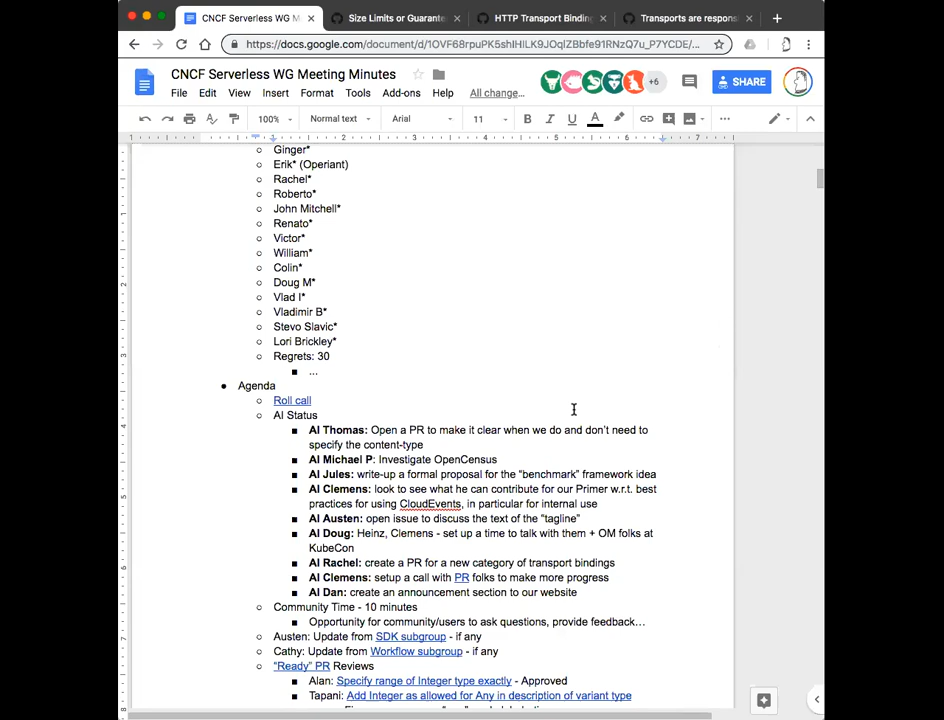 CNCF Serverless WG M
Size Limits or Guarante
HTTP Transport Bindin
Transports are respons
https://docs.google.com/document/d/1OVF68rpuPK5shIHlLK9JOqIZBbfe91RNzQ7u_P7YCDE/...
CNCF Serverless WG Meeting Minutes
+6
SHARE
File Edit View Insert Format Tools Add-ons Help All change...
100% Normal text Arial 11 B I U A
1 1 2 3 4 5 6 7
Ginger*
Erik* (Operiant)
Rachel*
Roberto*
John Mitchell*
Renato*
Victor*
William*
Colin*
Doug M*
Vlad I*
Vladimir B*
Stevo Slavic*
Lori Brickley*
Regrets: 30
...
Agenda
Roll call
AI Status
AI Thomas: Open a PR to make it clear when we do and don't need to
specify the content-type
AI Michael P: Investigate OpenCensus
AI Jules: write-up a formal proposal for the "benchmark" framework idea
AI Clemens: look to see what he can contribute for our Primer w.r.t. best
practices for using CloudEvents, in particular for internal use
AI Austen: open issue to discuss the text of the "tagline"
AI Doug: Heinz, Clemens - set up a time to talk with them + OM folks at
KubeCon
AI Rachel: create a PR for a new category of transport bindings
AI Clemens: setup a call with PR folks to make more progress
AI Dan: create an announcement section to our website
Community Time - 10 minutes
Opportunity for community/users to ask questions, provide feedback...
Austen: Update from SDK subgroup - if any
Cathy: Update from Workflow subgroup - if any
"Ready" PR Reviews
Alan: Specify range of Integer type exactly - Approved
Tapani: Add Integer as allowed for Any in description of variant type